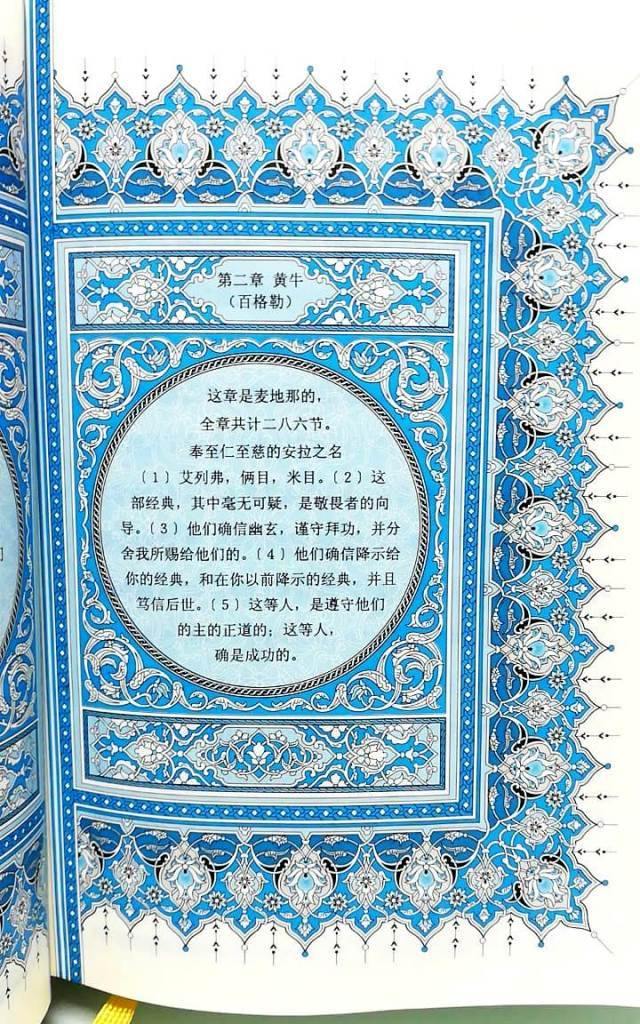 第二章 黄牛
（百格勒）
这章是麦地那的，
全章共计二八六节。
奉至仁至慈的安拉之名
〔1〕艾列弗，俩目，米目。〔2〕这
部经典，其中毫无可疑，是敬畏者的向
导。〔3〕他们确信幽玄，谨守拜功，并分
舍我所赐给他们的。〔4〕他们确信降示给
你的经典，和在你以前降示的经典，并且
笃信后世。〔5〕这等人，是遵守他们
的主的正道的；这等人，
确是成功的。